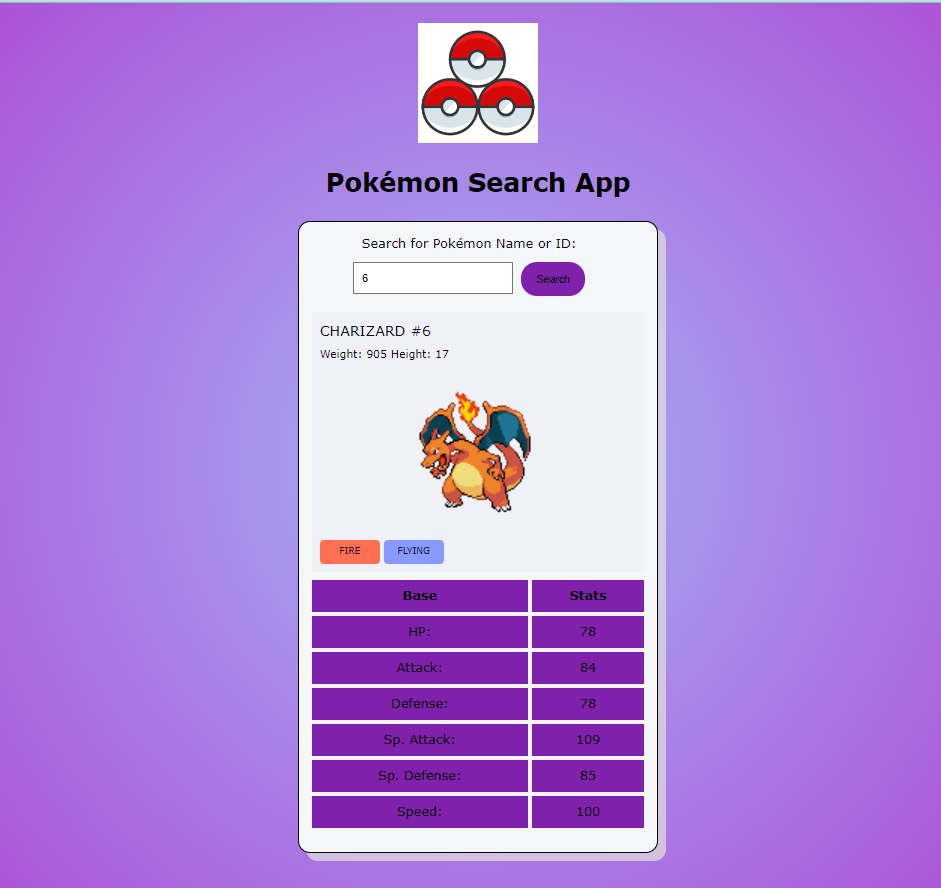 Pokémon Search App
Search for Pokémon Name or ID:
6 Search
CHARIZARD #6
Weight: 905 Height: 17
FIRE FLYING
Base Stats
HP: 78
Attack: 84
Defense: 78
Sp. Attack: 109
Sp. Defense: 85
Speed: 100